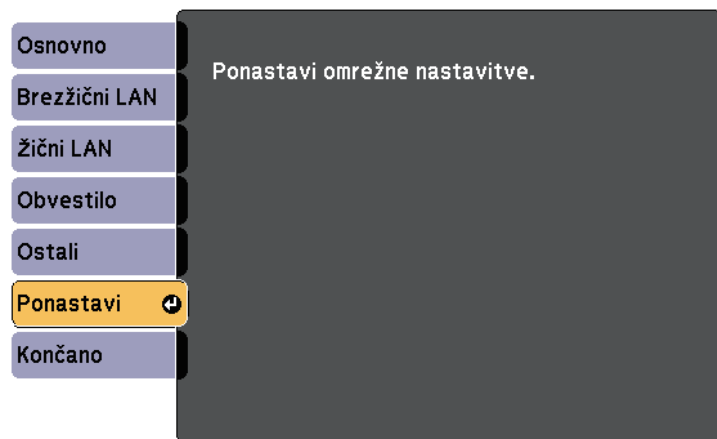 Osnovno
Brezžični LAN
Žični LAN
Obvestilo
Ostali
Ponastavi
Končano
Ponastavi omrežne nastavitve.